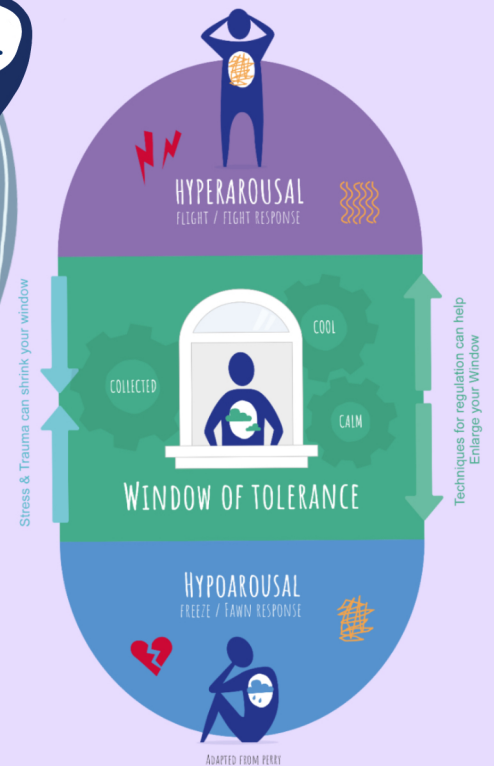 HYPERAROUSAL
FLIGHT / FIGHT RESPONSE
COOL
COLLECTED
CALM
WINDOW OF TOLERANCE
Stress & Trauma can shrink your window
Techniques for regulation can help
Enlarge your Window
HYPOAROUSAL
FREEZE / FAWN RESPONSE
ADAPTED FROM PERRY